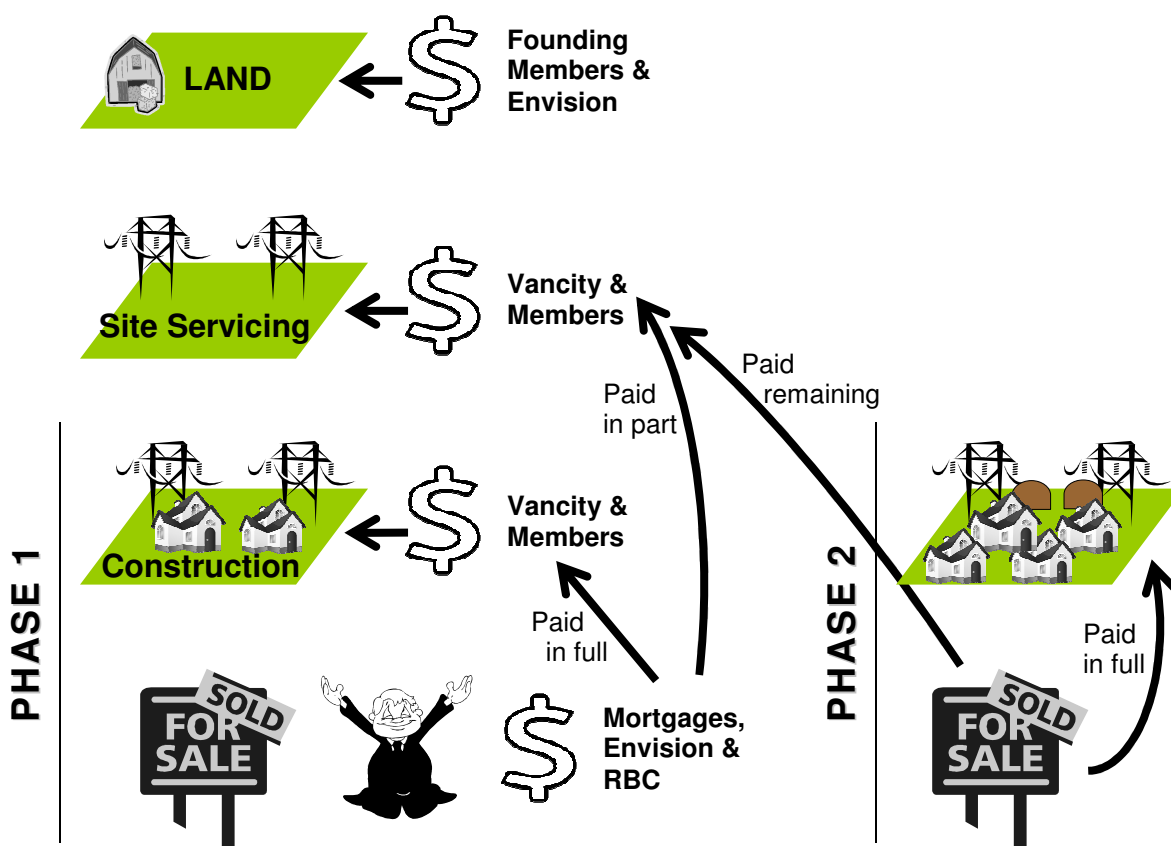 LAND
Founding
Members &
Envision
Site Servicing
Vancity &
Members
Paid
in part
Paid
remaining
PHASE 1
Construction
Vancity &
Members
Paid
in full
SOLD
FOR
SALE
$
Mortgages,
Envision &
RBC
PHASE 2
Paid
in full
SOLD
FOR
SALE